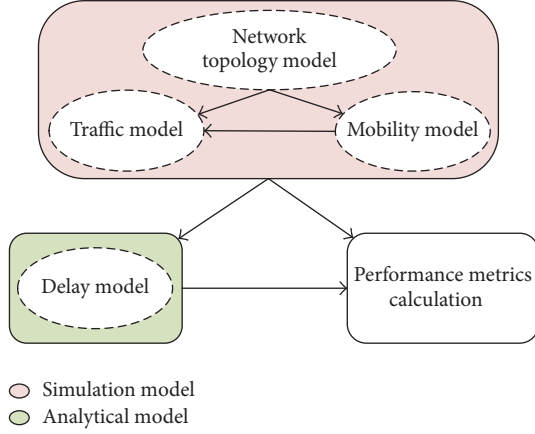 Network
topology model
Traffic model
Mobility model
Delay model
Performance metrics
calculation
Simulation model
Analytical model